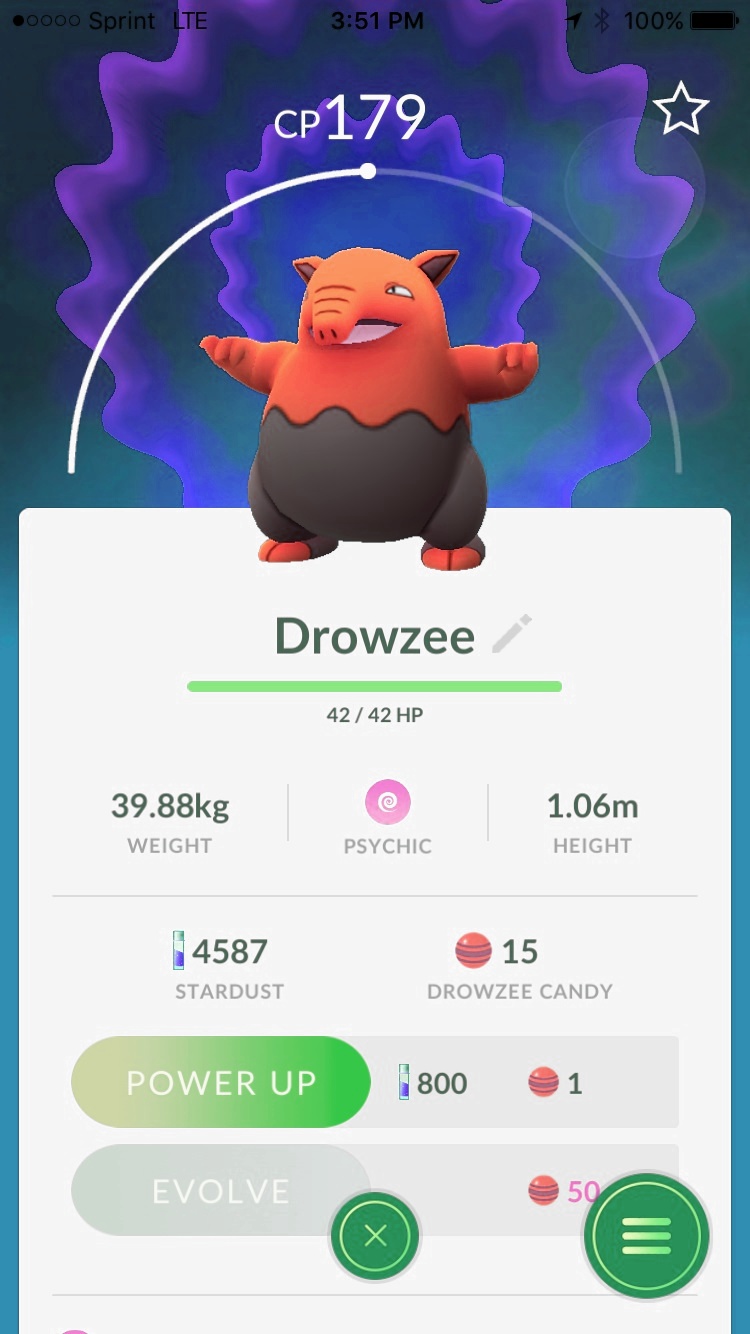 Sprint LTE 3:51 PM 100%
CP179
Drowzee
42 / 42 HP
39.88kg 1.06m
WEIGHT PSYCHIC HEIGHT
4587 15
STARDUST DROWZEE CANDY
POWER UP 800 1
EVOLVE 50